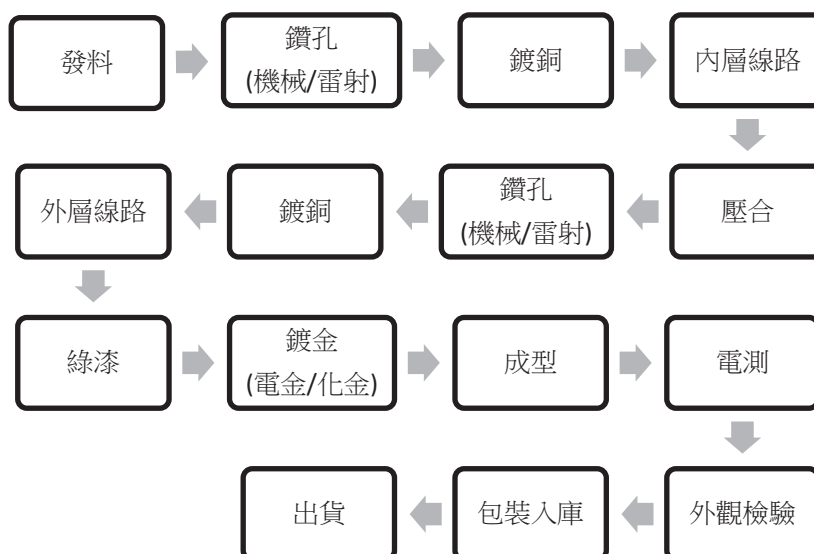 發料
鑽孔
(機械/雷射)
鍍銅
內層線路
壓合
鑽孔
(機械/雷射)
鍍銅
外層線路
綠漆
鍍金
(電金/化金)
成型
電測
外觀檢驗
包裝入庫
出貨